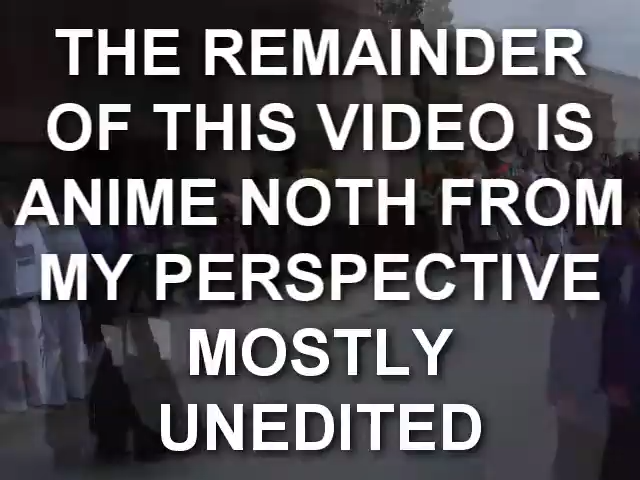 THE REMAINDER
OF THIS VIDEO IS
ANIME NOTH FROM
MY PERSPECTIVE
MOSTLY
UNEDITED